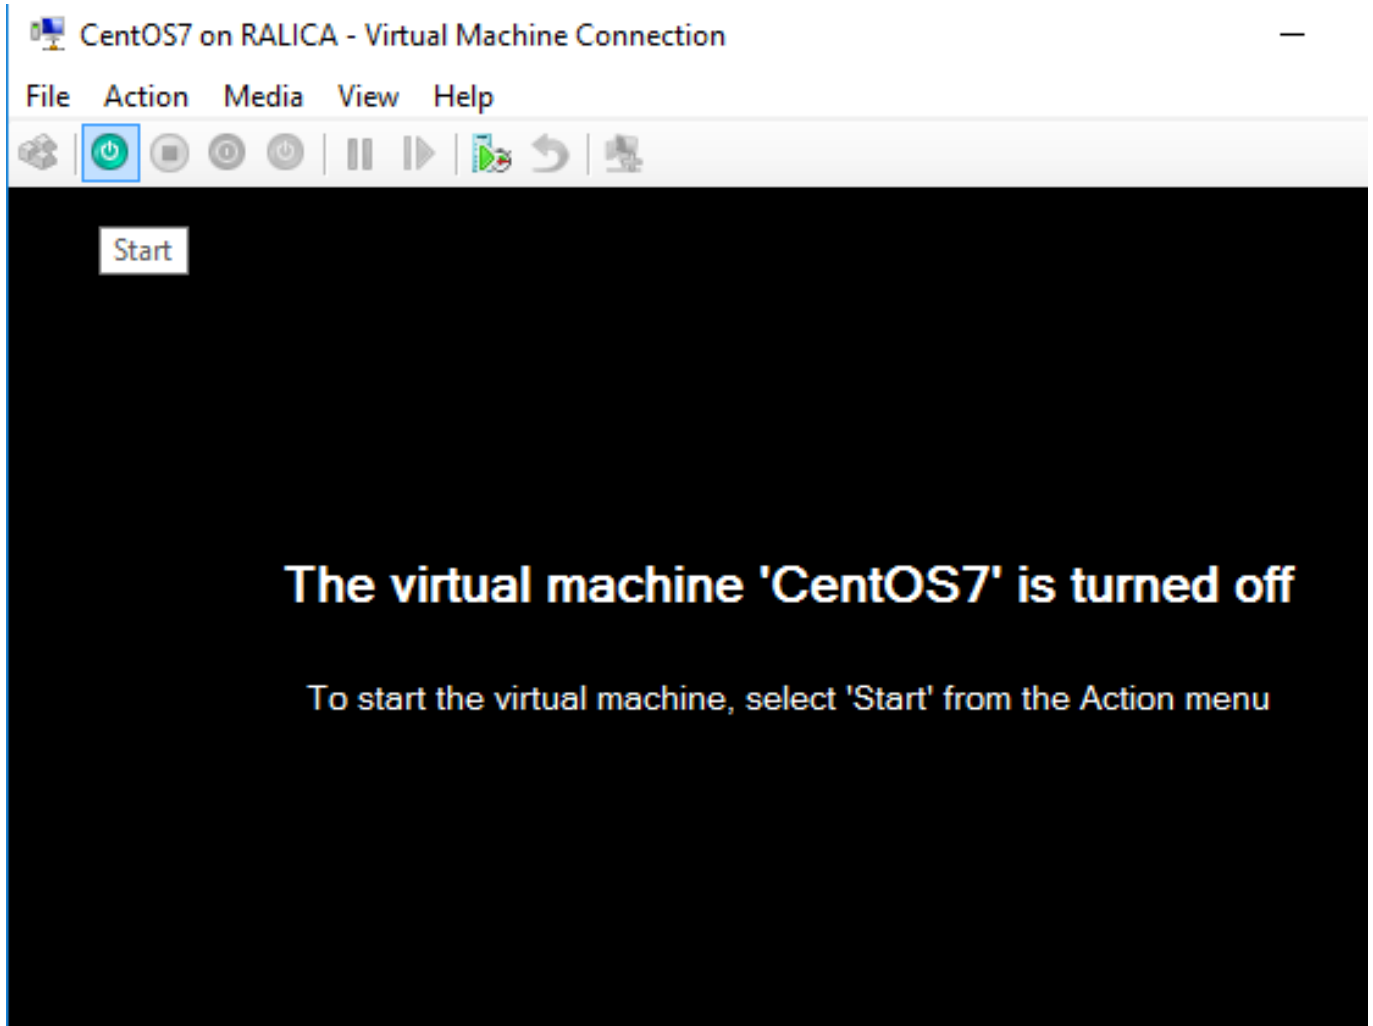 CentOS7 on RALICA - Virtual Machine Connection
File Action Media View Help
Start
The virtual machine 'CentOS7' is turned off
To start the virtual machine, select 'Start' from the Action menu